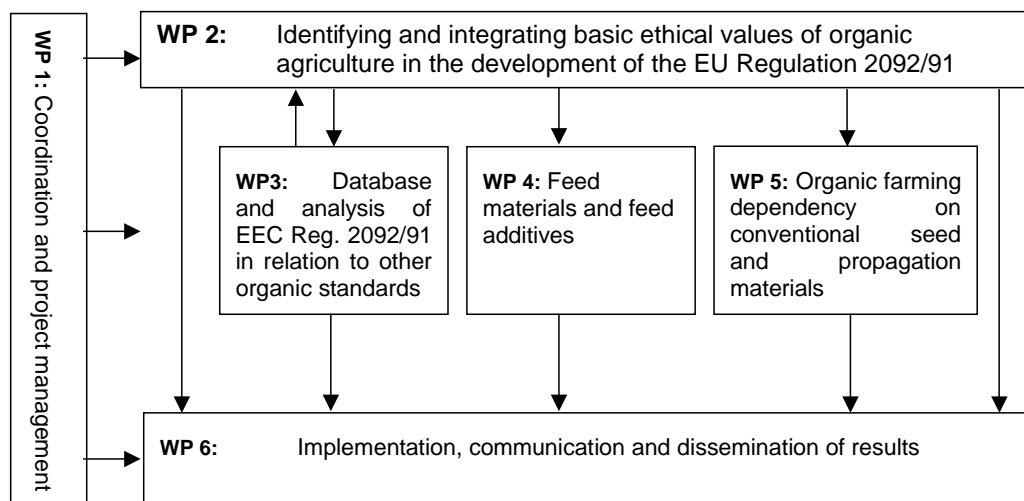 WP 1: Coordination and project management
WP 2: Identifying and integrating basic ethical values of organic
agriculture in the development of the EU Regulation 2092/91
WP3: Database
and analysis of
EEC Reg. 2092/91
in relation to other
organic standards
WP 4: Feed
materials and feed
additives
WP 5: Organic farming
dependency on
conventional seed
and propagation
materials
WP 6: Implementation, communication and dissemination of results